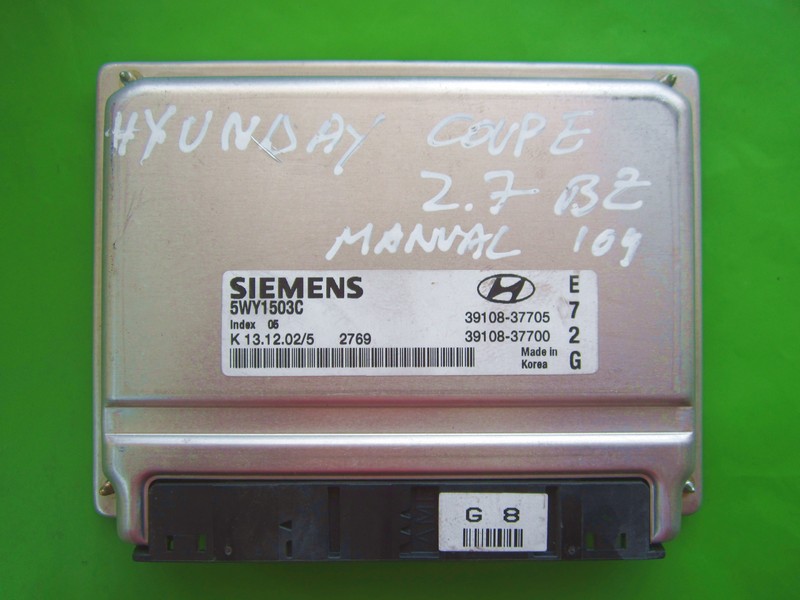 HYUNDAY COUPE
2.7 BZ
MANUAL 109
SIEMENS
5WY1503C
Index 06
K 13.12.02/5 2769
39108-37705
39108-37700
Made in
Korea
E
7
2
G
G 8